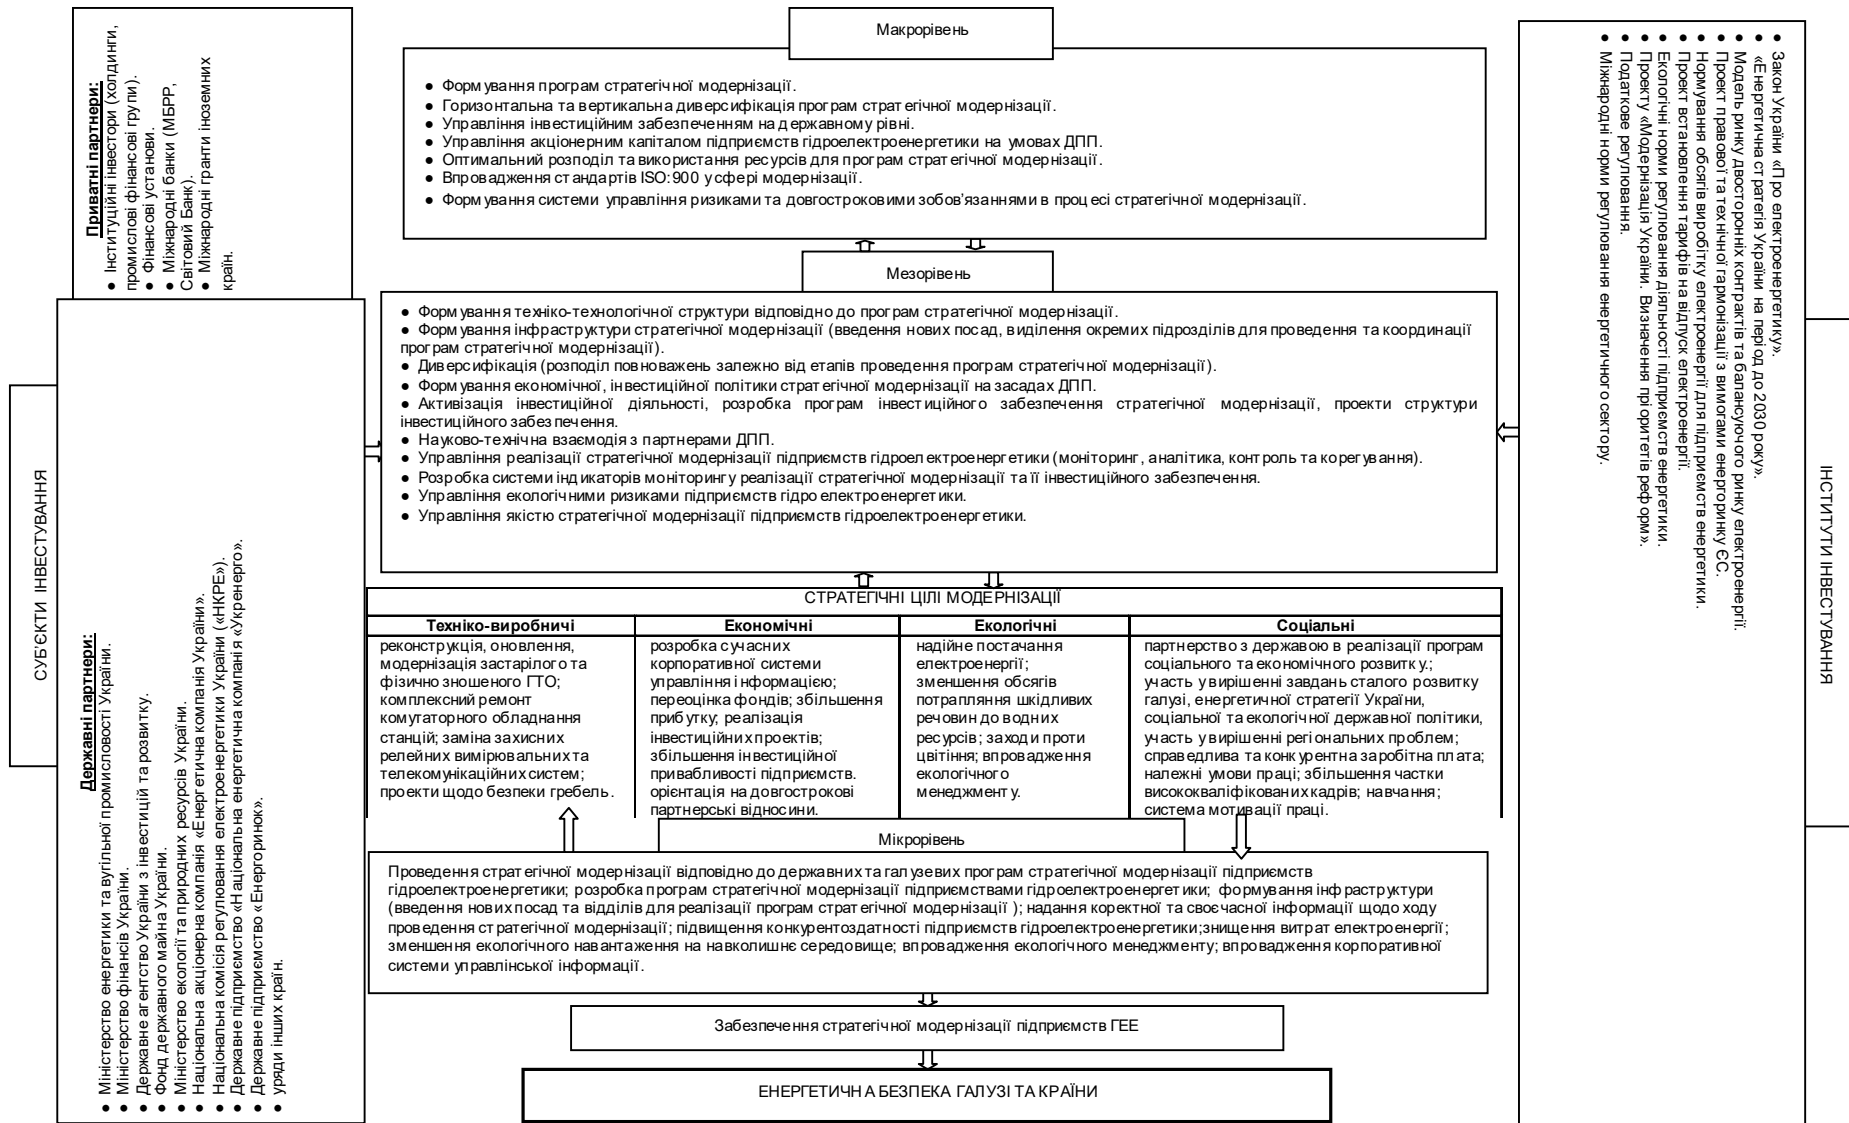 СУБ'ЄКТИ ІНВЕСТУВАННЯ
Приватні партнери:
● Інституційні інвестори (холдинги,
промислові фінансові групи).
● Фінансові установи.
● Міжнародні банки (МБРР,
Світовий Банк).
● Міжнародні гранти іноземних
країн.
Державні партнери:
● Міністерство енергетики та вугільної промисловості України.
● Міністерство фінансів України.
● Державне агентство України з інвестицій та розвитку.
● Фонд державного майна України.
● Міністерство екології та природних ресурсів України.
● Національна акціонерна компанія «Енергетична компанія України».
● Національна комісія регулювання електроенергетики України («НКРЕ»).
● Державне підприємство «Національна енергетична компанія «Укренерго».
● Державне підприємство «Енергоринок».
● уряди інших країн.
Макрорівень
● Формування програм стратегічної модернізації.
● Горизонтальна та вертикальна диверсифікація програм стратегічної модернізації.
● Управління інвестиційним забезпеченням на державному рівні.
● Управління акціонерним капіталом підприємств гідроелектроенергетики на умовах ДПП.
● Оптимальний розподіл та використання ресурсів для програм стратегічної модернізації.
● Впровадження стандартів ISO:900 у сфері модернізації.
● Формування системи управління ризиками та довгостроковими зобов'язаннями в процесі стратегічної модернізації.
Мезорівень
● Формування техніко-технологічної структури відповідно до програм стратегічної модернізації.
● Формування інфраструктури стратегічної модернізації (введення нових посад, виділення окремих підрозділів для проведення та координації
програм стратегічної модернізації).
● Диверсифікація (розподіл повноважень залежно від етапів проведення програм стратегічної модернізації).
● Формування економічної, інвестиційної політики стратегічної модернізації на засадах ДПП.
● Активізація інвестиційної діяльності, розробка програм інвестиційного забезпечення стратегічної модернізації, проекти структури
інвестиційного забезпечення.
● Науково-технічна взаємодія з партнерами ДПП.
● Управління реалізації стратегічної модернізації підприємств гідроелектроенергетики (моніторинг, аналітика, контроль та корегування).
● Розробка системи індикаторів моніторингу реалізації стратегічної модернізації та її інвестиційного забезпечення.
● Управління екологічними ризиками підприємств гідро електроенергетики.
● Управління якістю стратегічної модернізації підприємств гідроелектроенергетики.
СТРАТЕГІЧНІ ЦІЛІ МОДЕРНІЗАЦІЇ
Техніко-виробничі
реконструкція, оновлення,
модернізація застарілого та
фізично зношеного ГТО;
комплексний ремонт
комутаторного обладнання
станцій; заміна захисних
релейних вимірювальних та
телекомунікаційних систем;
проекти щодо безпеки гребель.
Економічні
розробка сучасних
корпоративної системи
управління інформацією;
переоцінка фондів; збільшення
прибутку; реалізація
інвестиційних проектів;
збільшення інвестиційної
привабливості підприємств.
орієнтація на довгострокові
партнерські відносини.
Екологічні
надійне постачання
електроенергії;
зменшення обсягів
потрапляння шкідливих
речовин до водних
ресурсів; заходи проти
цвітіння; впровадження
екологічного
менеджменту.
Соціальні
партнерство з державою в реалізації програм
соціального та економічного розвитку.;
участь у вирішенні завдань сталого розвитку
галузі, енергетичної стратегії України,
соціальної та екологічної державної політики,
участь у вирішенні регіональних проблем;
справедлива та конкурентна заробітна плата;
належні умови праці; збільшення частки
висококваліфікованих кадрів; навчання;
система мотивації праці.
Мікрорівень
Проведення стратегічної модернізації відповідно до державних та галузевих програм стратегічної модернізації підприємств
гідроелектроенергетики; розробка програм стратегічної модернізації підприємствами гідроелектроенергетики; формування інфраструктури
(введення нових посад та відділів для реалізації програм стратегічної модернізації ); надання коректної та своєчасної інформації щодо ходу
проведення стратегічної модернізації; підвищення конкурентоздатності підприємств гідроелектроенергетики;знищення витрат електроенергії;
зменшення екологічного навантаження на навколишнє середовище; впровадження екологічного менеджменту; впровадження корпоративної
системи управлінської інформації.
Забезпечення стратегічної модернізації підприємств ГЕЕ
ЕНЕРГЕТИЧНА БЕЗПЕКА ГАЛУЗІ ТА КРАЇНИ
● Закон України «Про електроенергетику».
● «Енергетична стратегія України на період до 2030 року».
● Модель ринку двосторонніх контрактів та балансуючого ринку електроенергії.
● Проект правової та технічної гармонізації з вимогами енергоринку ЄС.
● Нормування обсягів виробітку електроенергії для підприємств енергетики.
● Проект встановлення тарифів на відпуск електроенергії.
● Екологічні норми регулювання діяльності підприємств енергетики.
● Проекту «Модернізація України. Визначення пріоритетів реформ».
● Податкове регулювання.
● Міжнародні норми регулювання енергетичного сектору.
ІНСТИТУТИ ІНВЕСТУВАННЯ